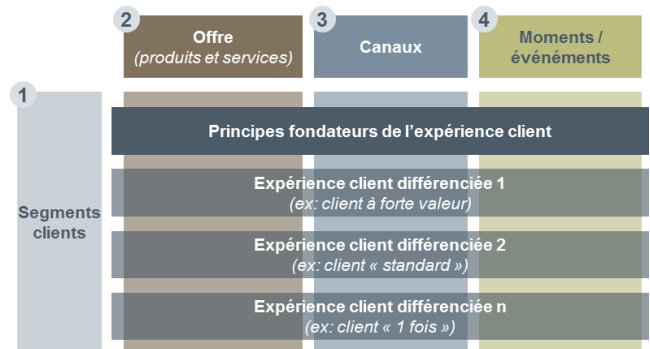 2
Offre
(produits et services)
3
Canaux
4
Moments /
événéments
1
Segments
clients
Principes fondateurs de l’expérience client
Expérience client différenciée 1
(ex: client à forte valeur)
Expérience client différenciée 2
(ex: client « standard »)
Expérience client différenciée n
(ex: client « 1 fois »)